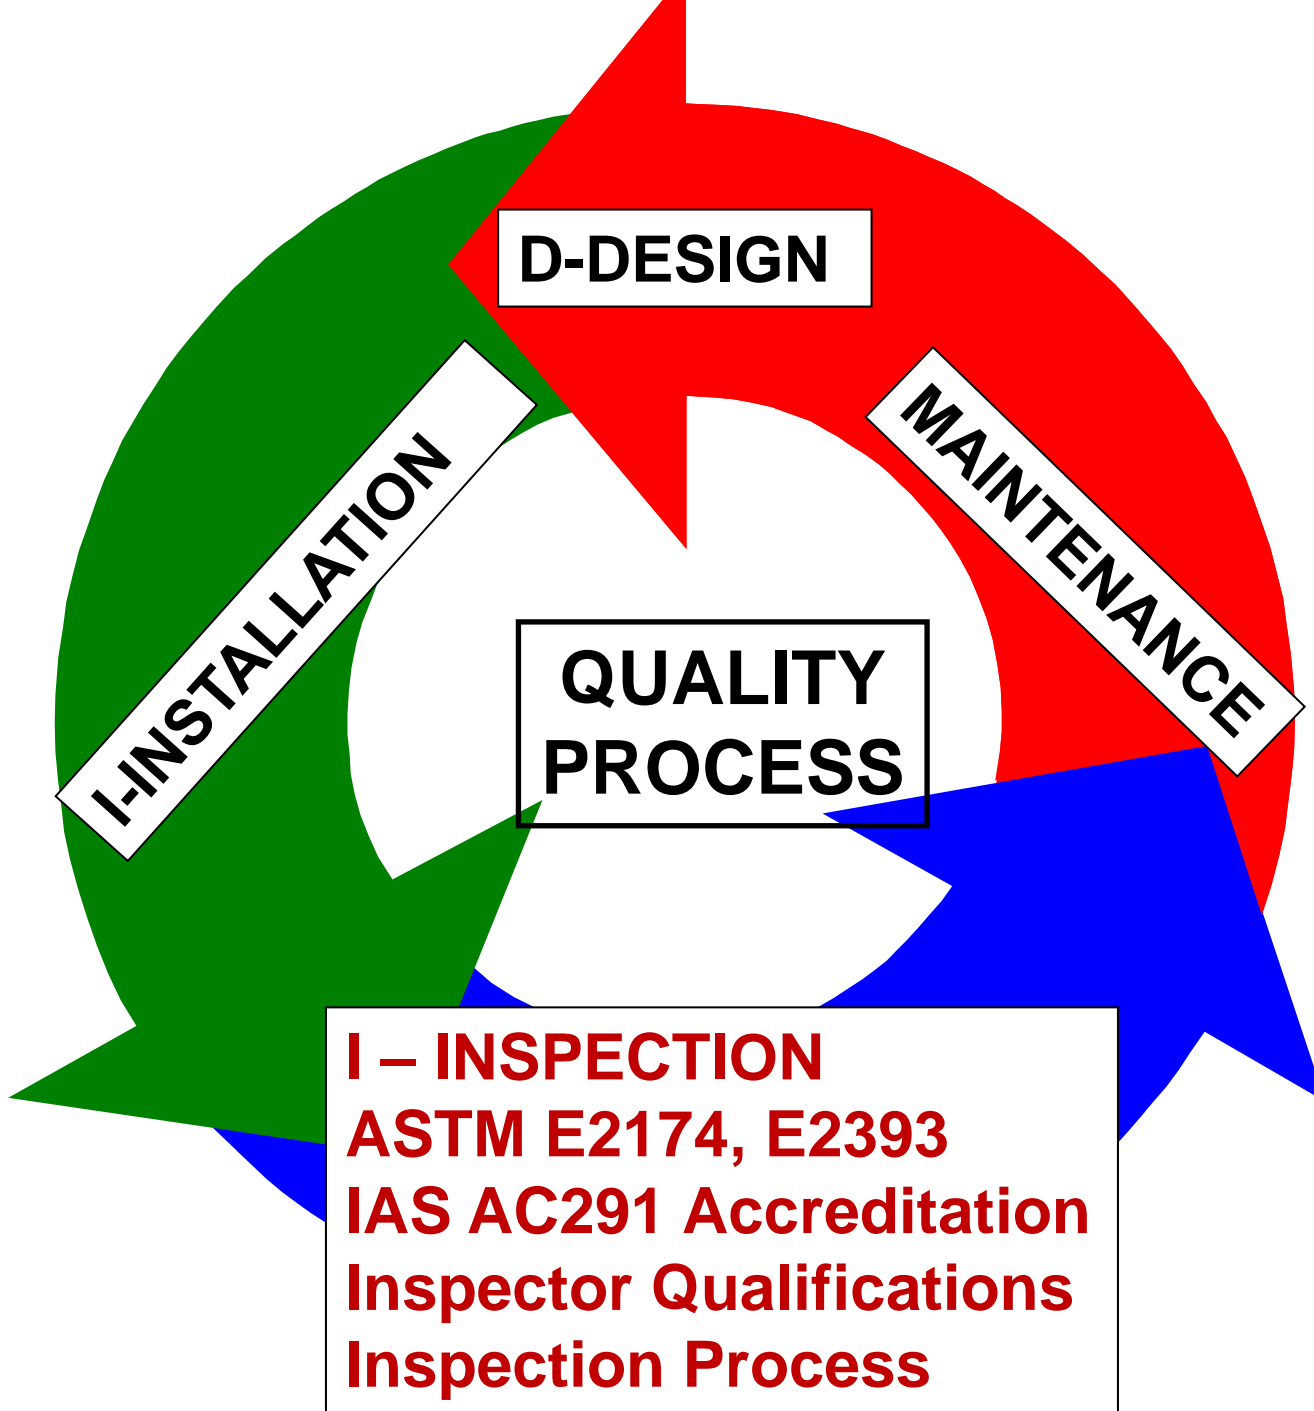 D-DESIGN
MAINTENANCE
I-INSTALLATION
QUALITY
PROCESS
I – INSPECTION
ASTM E2174, E2393
IAS AC291 Accreditation
Inspector Qualifications
Inspection Process